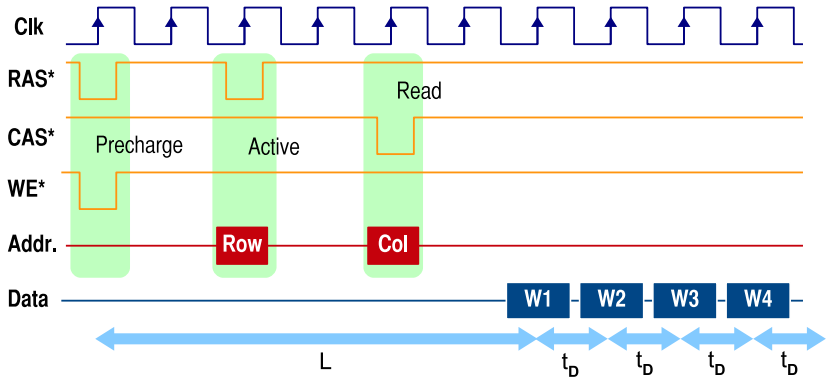 Clk
RAS*
Read
CAS*
Precharge
Active
WE*
Addr.
Row
Col
Data
W1
W2
W3
W4
L
tD
tD
tD
tD